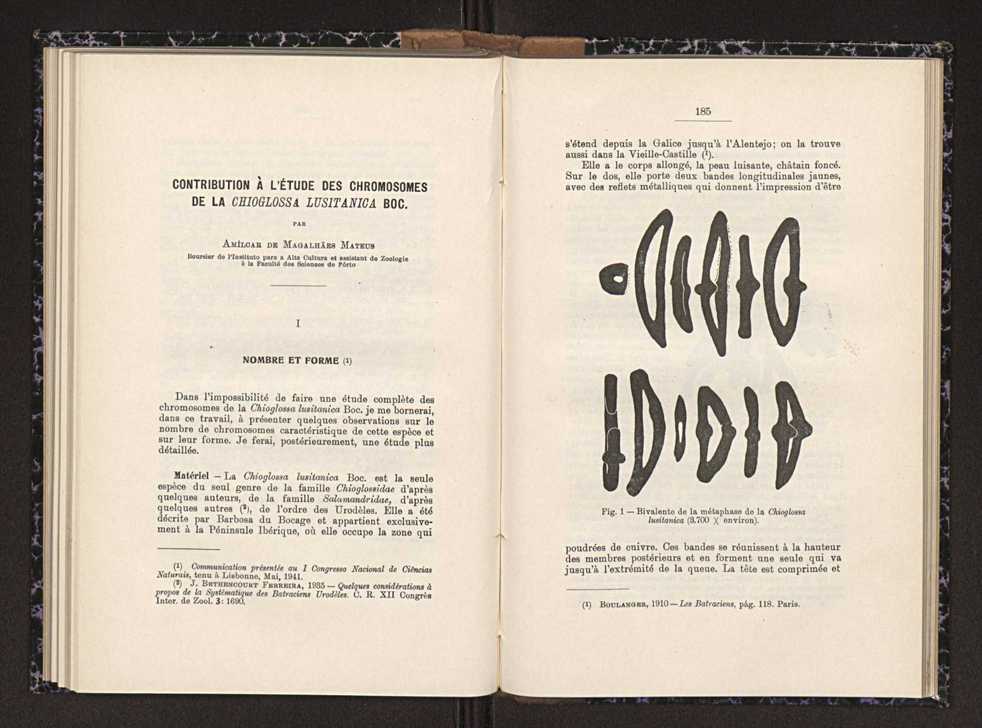 CONTRIBUTION À L'ÉTUDE DES CHROMOSOMES
DE LA CHIOGLOSSA LUSITANICA BOC.
PAR
AMÍLCAR DE MAGALHÃES MATEUS
Boursier de l'Instituto para a Alta Cultura et assistant de Zoologie
à la Faculté des Sciences de Pôrto
I
NOMBRE ET FORME (1)
Dans l'impossibilité de faire une étude complète des
chromosomes de la Chioglossa lusitanica Boc. je me bornerai,
dans ce travail, à présenter quelques observations sur le
nombre de chromosomes caractéristique de cette espèce et
sur leur forme. Je ferai, postérieurement, une étude plus
détaillée.
Matériel — La Chioglossa lusitanica Boc. est la seule
espèce du seul genre de la famille Chioglossidae d'après
quelques auteurs, de la famille Salamandridae, d'après
quelques autres (2), de l'ordre des Urodèles. Elle a été
décrite par Barbosa du Bocage et appartient exclusive-
ment à la Péninsule Ibérique, où elle occupe la zone qui
(1) Communication présentée au I Congresso Nacional de Ciências
Naturais, tenu à Lisbonne, Mai, 1941.
(2) J. BETHENCOURT FERREIRA, 1935 — Quelques considérations à
propos de la Systématique des Batraciens Urodèles. C. R. XII Congrès
Inter. de Zool. 3: 1690.
185
s'étend depuis la Galice jusqu'à l'Alentejo; on la trouve
aussi dans la Vieille-Castille (1).
Elle a le corps allongé, la peau luisante, châtain foncé.
Sur le dos, elle porte deux bandes longitudinales jaunes,
avec des reflets métalliques qui donnent l'impression d'être
Fig. 1 — Bivalente de la métaphase de la Chioglossa
lusitanica (3.700 X environ).
poudrées de cuivre. Ces bandes se réunissent à la hauteur
des membres postérieurs et en forment une seule qui va
jusqu'à l'extrémité de la queue. La tête est comprimée et
(1) BOULANGER, 1910 — Les Batraciens, pág. 118. Paris.